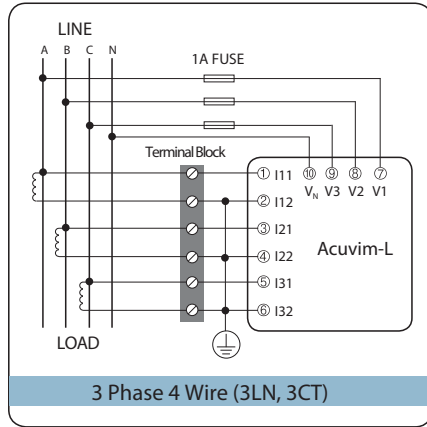 LINE
A B C N
1A FUSE
Terminal Block
① I11
② I12
③ I21
④ I22
⑤ I31
⑥ I32
⑩ ⑨ ⑧ ⑦
VN V3 V2 V1
Acuvim-L
LOAD
3 Phase 4 Wire (3LN, 3CT)